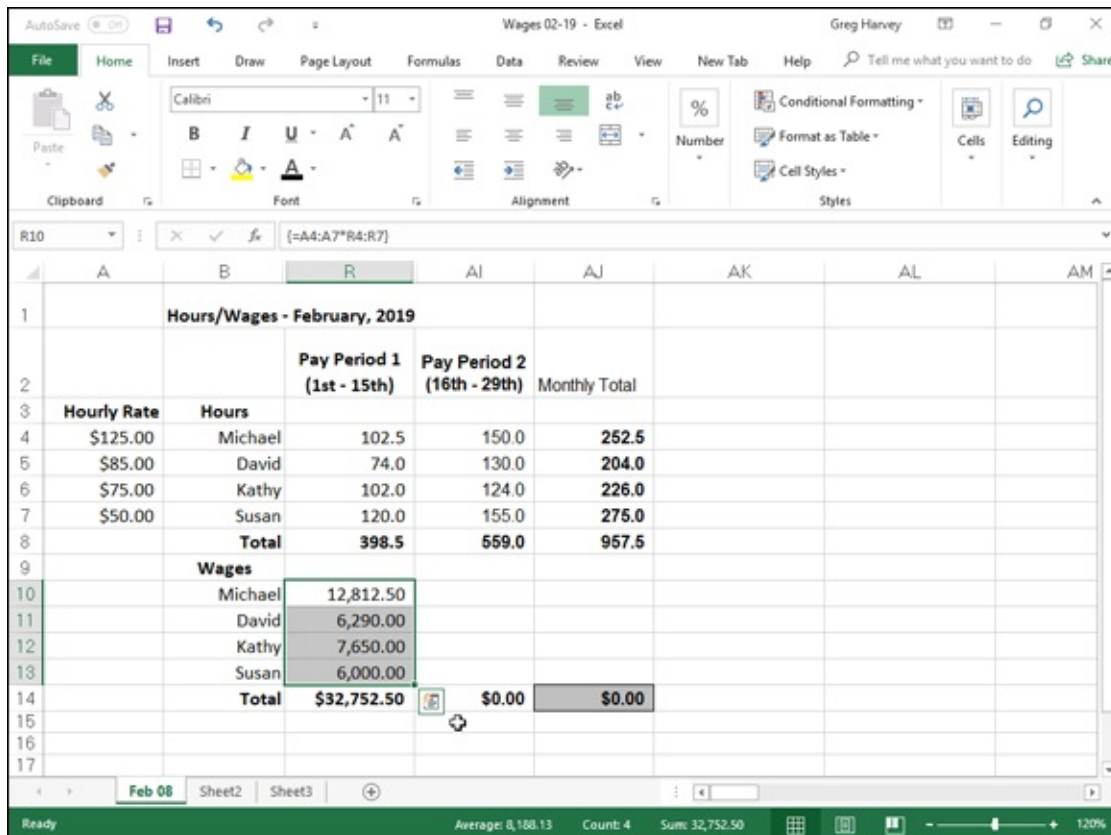 AutoSave Off Wages 02-19 - Excel Greg Harvey
File Home Insert Draw Page Layout Formulas Data Review View New Tab Help Tell me what you want to do Share
Calibri 11 ab % Conditional Formatting
Paste B I U A A Number Format as Table Cells Editing
A Cell Styles
Clipboard Font Alignment Styles
R10 fx {=A4:A7*R4:R7}
A B R AI AJ AK AL AM
1 Hours/Wages - February, 2019
Pay Period 1 Pay Period 2
2 (1st - 15th) (16th - 29th) Monthly Total
3 Hourly Rate Hours
4 $125.00 Michael 102.5 150.0 252.5
5 $85.00 David 74.0 130.0 204.0
6 $75.00 Kathy 102.0 124.0 226.0
7 $50.00 Susan 120.0 155.0 275.0
8 Total 398.5 559.0 957.5
9 Wages
10 Michael 12,812.50
11 David 6,290.00
12 Kathy 7,650.00
13 Susan 6,000.00
14 Total $32,752.50 $0.00 $0.00
15
16
17
Feb 08 Sheet2 Sheet3
Ready Average: 8,188.13 Count: 4 Sum: 32,752.50 120%